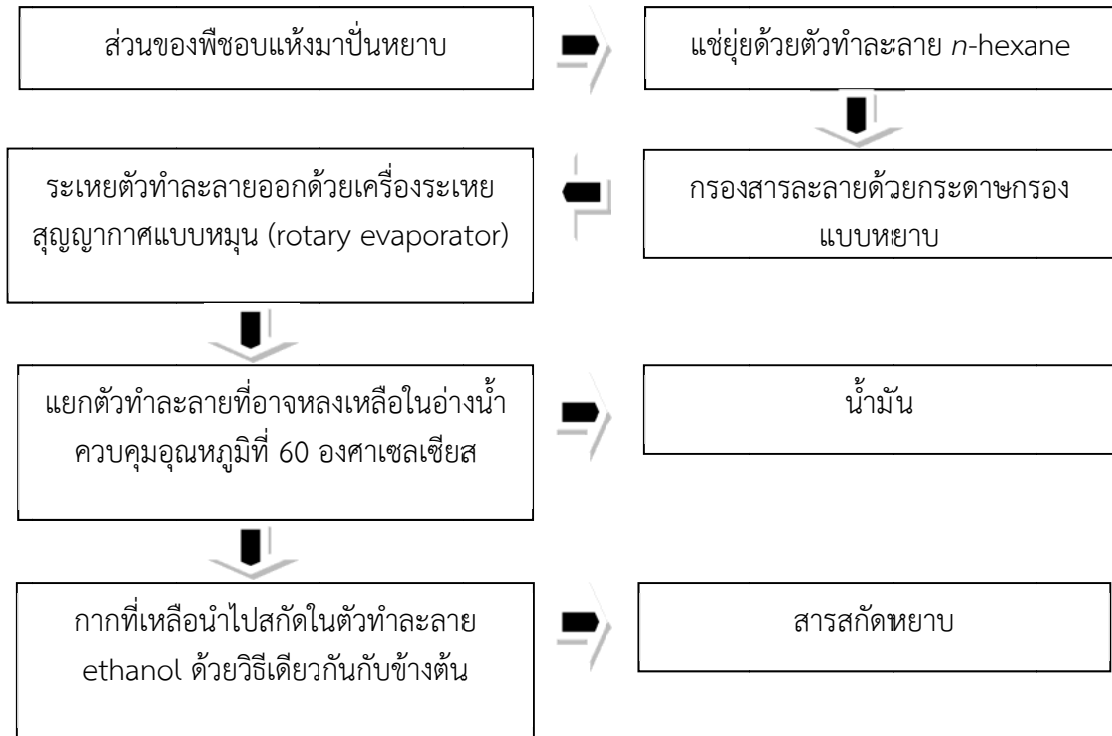 ส่วนของพืชอบแห้งมาปั่นหยาบ
แช่ยุ่ยด้วยตัวทำละลาย n-hexane
กรองสารละลายด้วยกระดาษกรอง
แบบหยาบ
ระเหยตัวทำละลายออกด้วยเครื่องระเหย
สุญญากาศแบบหมุน (rotary evaporator)
แยกตัวทำละลายที่อาจหลงเหลือในอ่างน้ำ
ควบคุมอุณหภูมิที่ 60 องศาเซลเซียส
น้ำมัน
กากที่เหลือนำไปสกัดในตัวทำละลาย
ethanol ด้วยวิธีเดียวกันกับข้างต้น
สารสกัดหยาบ